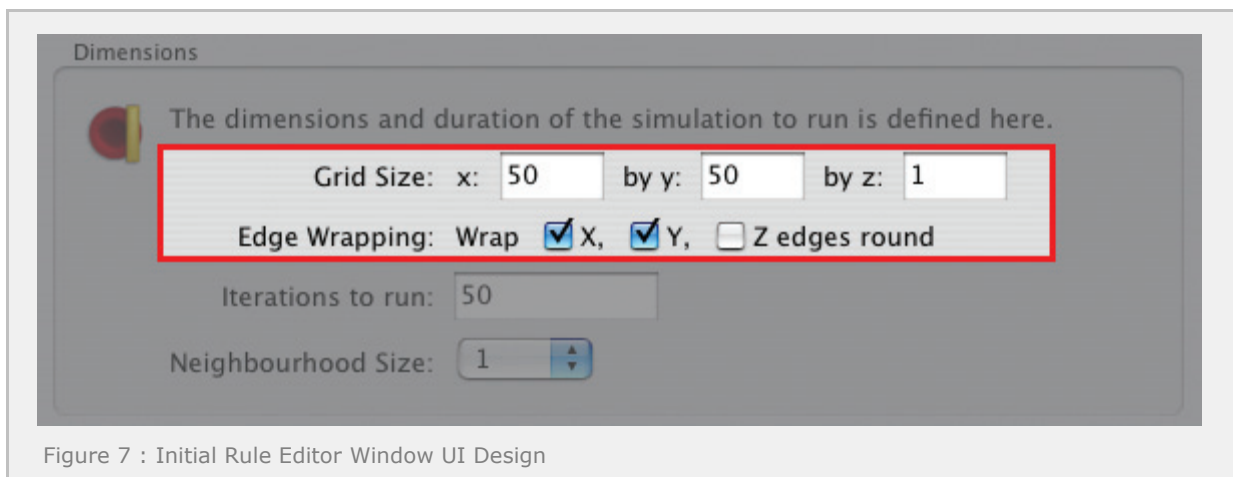 Dimensions
The dimensions and duration of the simulation to run is defined here.
Grid Size: x: 50 by y: 50 by z: 1
Edge Wrapping: Wrap X, Y, Z edges round
Iterations to run: 50
Neighbourhood Size: 1
Figure 7 : Initial Rule Editor Window UI Design